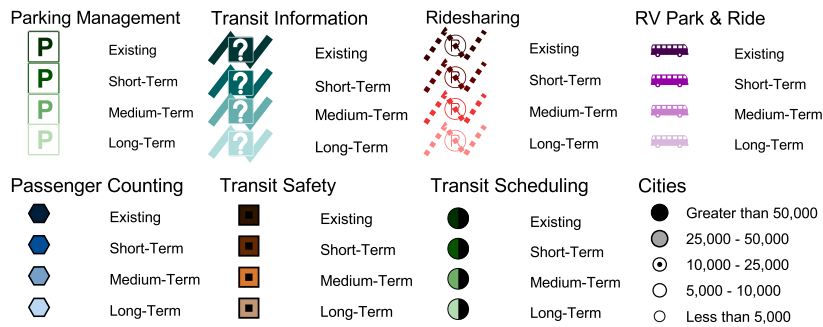 Parking Management
P Existing
P Short-Term
P Medium-Term
P Long-Term
Transit Information
? Existing
? Short-Term
? Medium-Term
? Long-Term
Ridesharing
R Existing
R Short-Term
R Medium-Term
R Long-Term
RV Park & Ride
Existing
Short-Term
Medium-Term
Long-Term
Passenger Counting
Existing
Short-Term
Medium-Term
Long-Term
Transit Safety
Existing
Short-Term
Medium-Term
Long-Term
Transit Scheduling
Existing
Short-Term
Medium-Term
Long-Term
Cities
Greater than 50,000
25,000 - 50,000
10,000 - 25,000
5,000 - 10,000
Less than 5,000